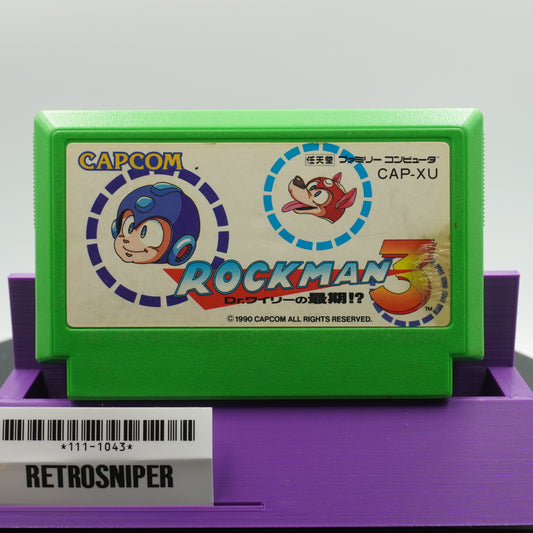 CAPCOM
任天堂 ファミリー コンピュータ
CAP-XU
ROCKMAN 3
Dr.ワイリーの最期!?
TM
© 1990 CAPCOM ALL RIGHTS RESERVED.
*111-1043*
RETROSNIPER